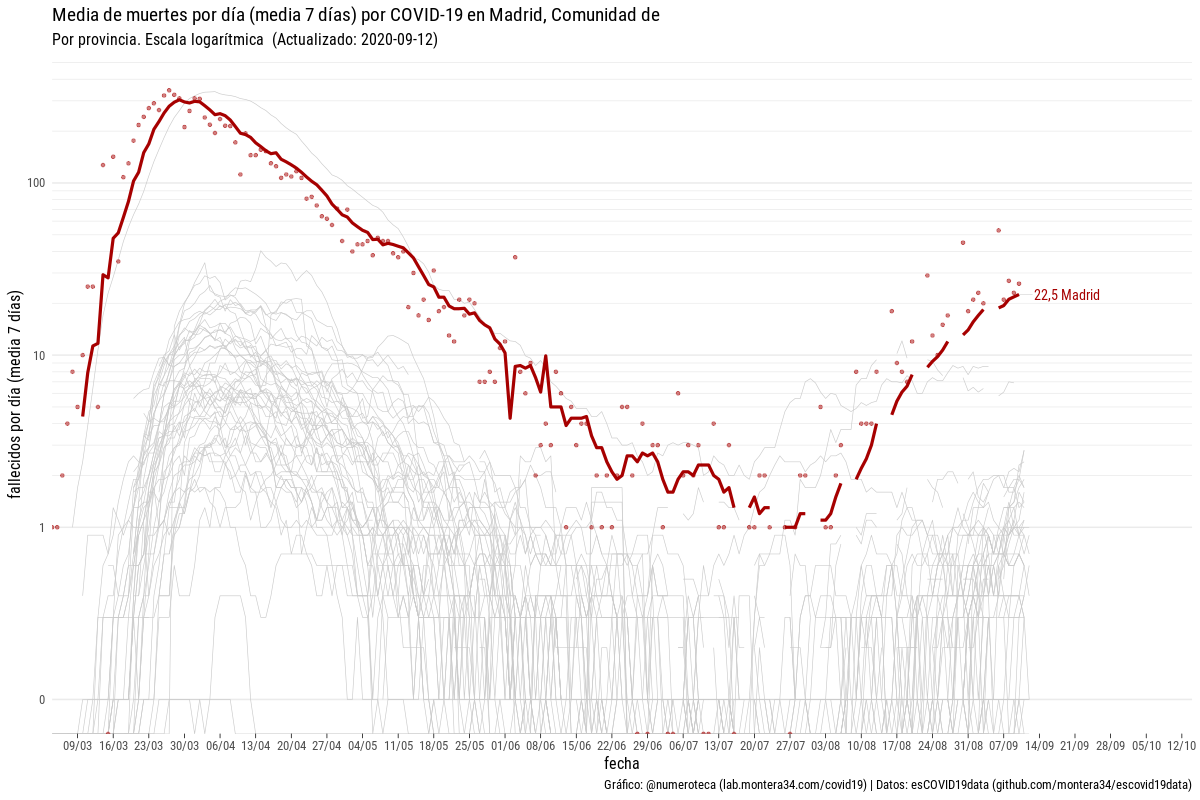 Media de muertes por día (media 7 días) por COVID-19 en Madrid, Comunidad de
Por provincia. Escala logarítmica (Actualizado: 2020-09-12)
fallecidos por día (media 7 días)
100
10
1
0
22,5 Madrid
09/03 16/03 23/03 30/03 06/04 13/04 20/04 27/04 04/05 11/05 18/05 25/05 01/06 08/06 15/06 22/06 29/06 06/07 13/07 20/07 27/07 03/08 10/08 17/08 24/08 31/08 07/09 14/09 21/09 28/09 05/10 12/10
fecha
Gráfico: @numeroteca (lab.montera34.com/covid19) | Datos: esCOVID19data (github.com/montera34/escovid19data)